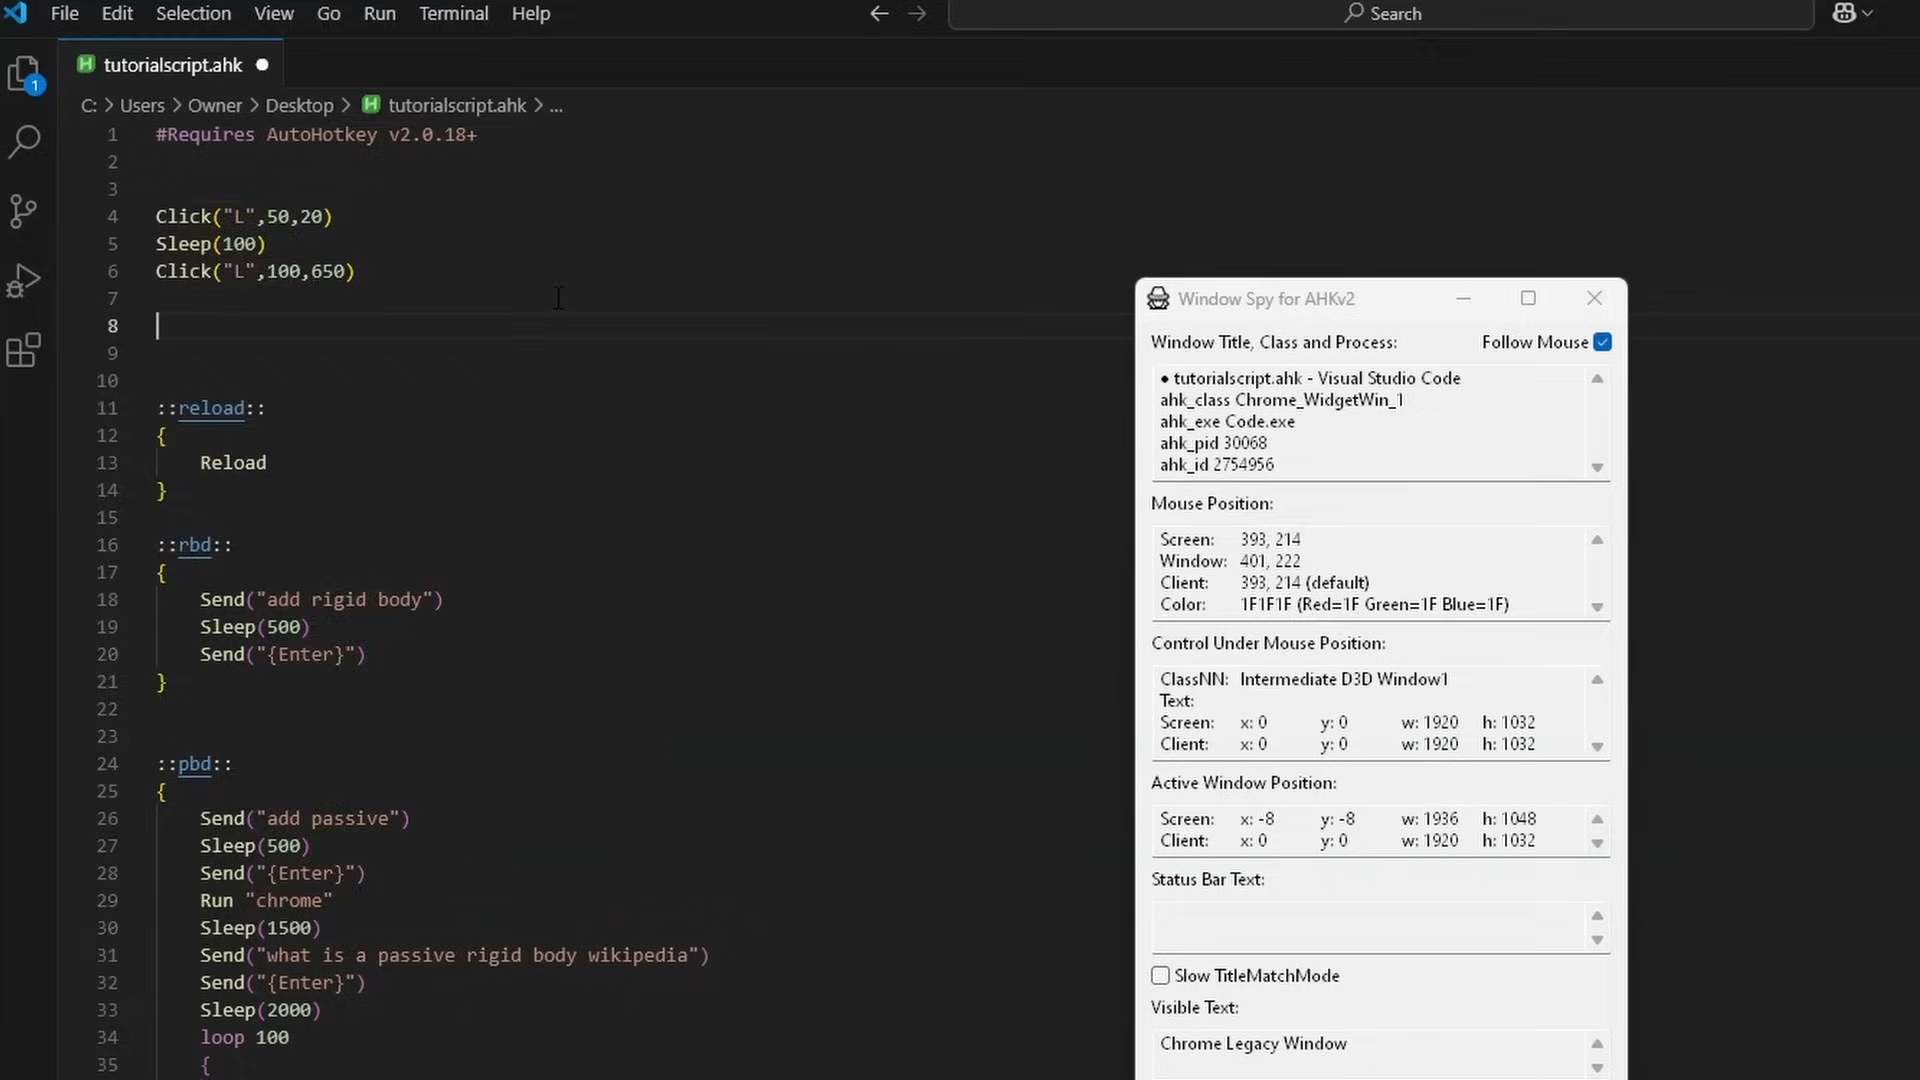 File Edit Selection View Go Run Terminal Help
Search
tutorialscript.ahk
1
C: > Users > Owner > Desktop > tutorialscript.ahk > ...
1 #Requires AutoHotkey v2.0.18+
2
3
4 Click("L",50,20)
5 Sleep(100)
6 Click("L",100,650)
7
8
9
10
11 ::reload::
12 {
13 Reload
14 }
15
16 ::rbd::
17 {
18 Send("add rigid body")
19 Sleep(500)
20 Send("{Enter}")
21 }
22
23
24 ::pbd::
25 {
26 Send("add passive")
27 Sleep(500)
28 Send("{Enter}")
29 Run "chrome"
30 Sleep(1500)
31 Send("what is a passive rigid body wikipedia")
32 Send("{Enter}")
33 Sleep(2000)
34 loop 100
35 {
Window Spy for AHKv2
Window Title, Class and Process: Follow Mouse
● tutorialscript.ahk - Visual Studio Code
ahk_class Chrome_WidgetWin_1
ahk_exe Code.exe
ahk_pid 30068
ahk_id 2754956
Mouse Position:
Screen: 393, 214
Window: 401, 222
Client: 393, 214 (default)
Color: 1F1F1F (Red=1F Green=1F Blue=1F)
Control Under Mouse Position:
ClassNN: Intermediate D3D Window1
Text:
Screen: x: 0 y: 0 w: 1920 h: 1032
Client: x: 0 y: 0 w: 1920 h: 1032
Active Window Position:
Screen: x: -8 y: -8 w: 1936 h: 1048
Client: x: 0 y: 0 w: 1920 h: 1032
Status Bar Text:
Slow TitleMatchMode
Visible Text:
Chrome Legacy Window